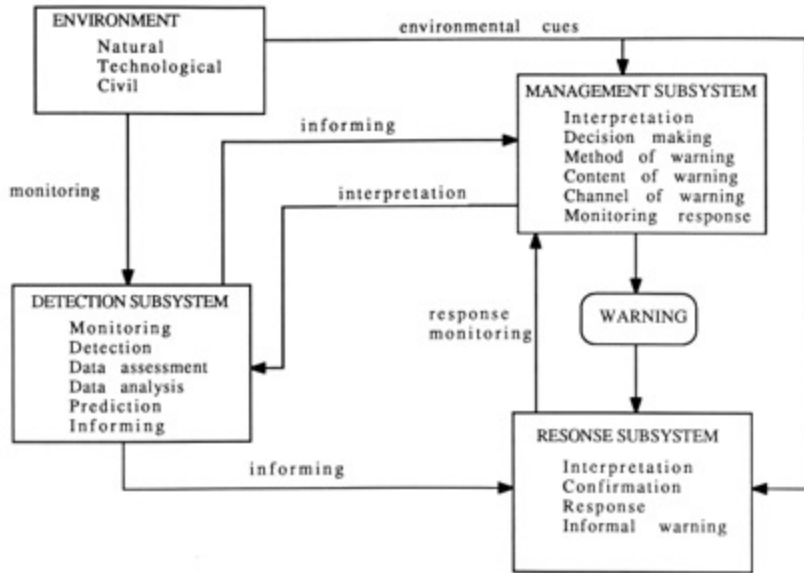 ENVIRONMENT
Natural
Technological
Civil
environmental cues
MANAGEMENT SUBSYSTEM
Interpretation
Decision making
Method of warning
Content of warning
Channel of warning
Monitoring response
informing
interpretation
monitoring
DETECTION SUBSYSTEM
Monitoring
Detection
Data assessment
Data analysis
Prediction
Informing
response
monitoring
WARNING
informing
RESONSE SUBSYSTEM
Interpretation
Confirmation
Response
Informal warning